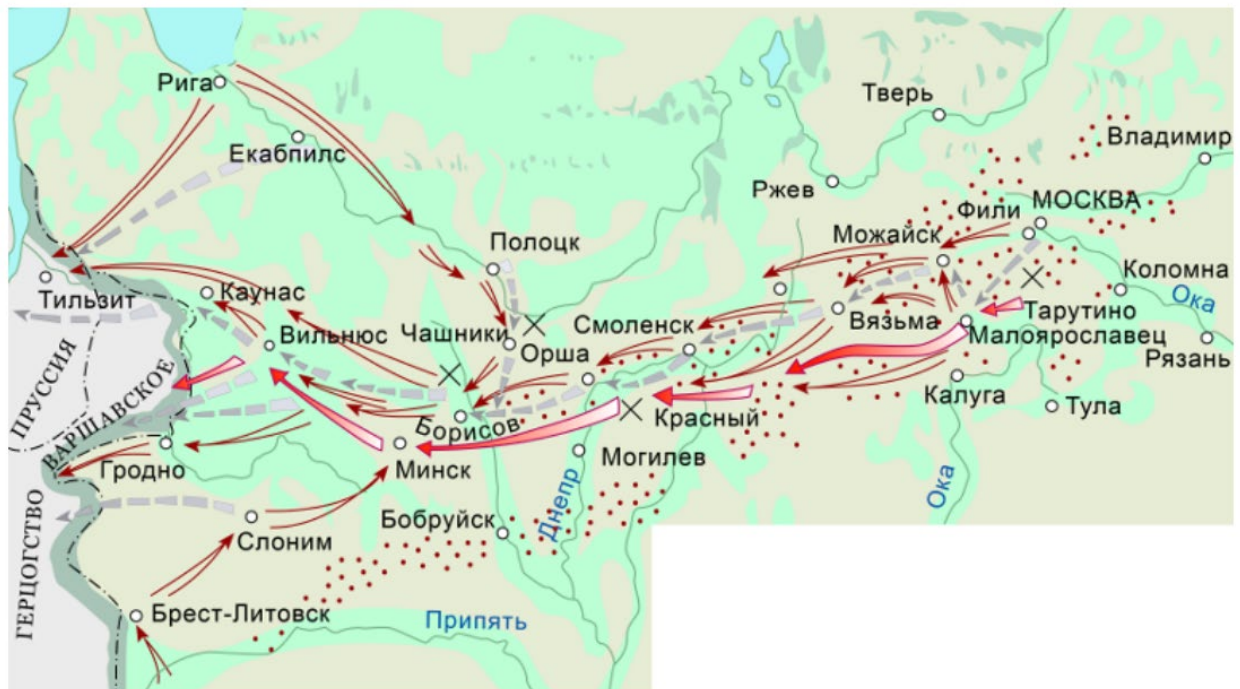 Рига
Екабпилс
Тверь
Владимир
Ржев
Фили
МОСКВА
Можайск
Полоцк
Коломна
Ока
Тильзит
Каунас
Вильнюс
Чашники
Орша
Смоленск
Вязьма
Тарутино
Малоярославец
Рязань
ПРУССИЯ
ВАРШАВСКОЕ
ГЕРЦОГСТВО
Борисов
Красный
Калуга
Тула
Гродно
Минск
Могилев
Днепр
Ока
Слоним
Бобруйск
Брест-Литовск
Припять